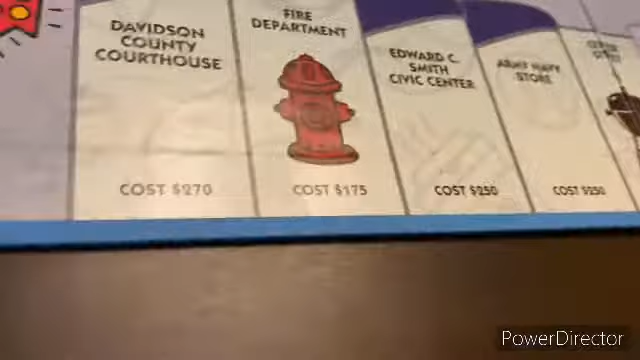 DAVIDSON
COUNTY
COURTHOUSE
COST $270
FIRE
DEPARTMENT
COST $175
EDWARD C.
SMITH
CIVIC CENTER
COST $250
ARMY NAVY
STORE
COST $250
PowerDirector